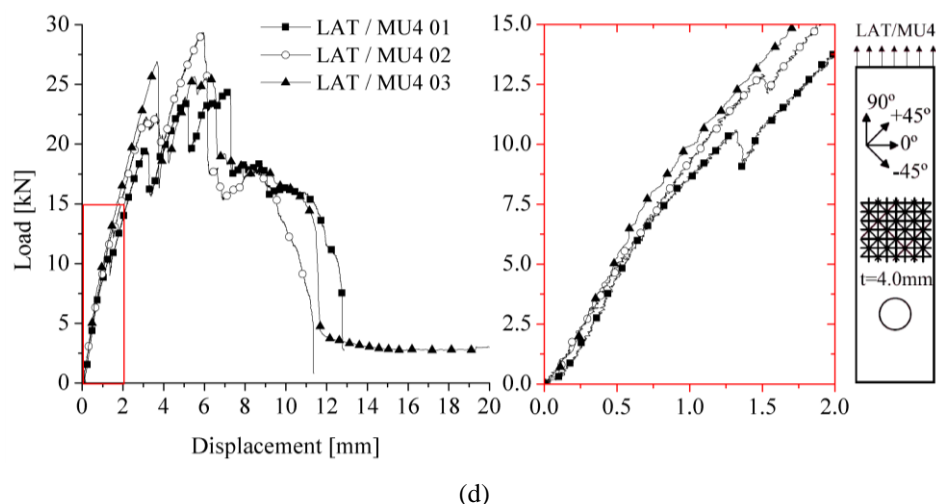 LAT / MU4 01
LAT / MU4 02
LAT / MU4 03
30
25
20
15
10
5
0
Load [kN]
0 2 4 6 8 10 12 14 16 18 20
Displacement [mm]
15.0
12.5
10.0
7.5
5.0
2.5
0.0
0.0 0.5 1.0 1.5 2.0
LAT/MU4
90º
+45º
0º
-45º
t=4.0mm
(d)